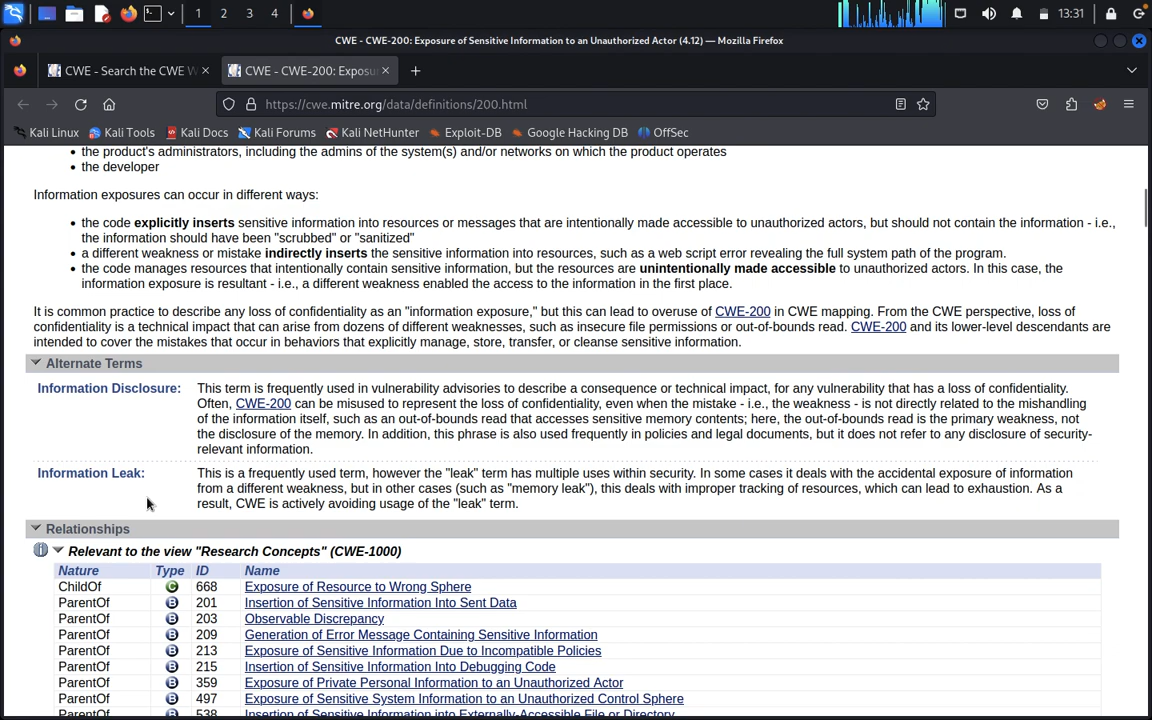 1 2 3 4 13:31
CWE - CWE-200: Exposure of Sensitive Information to an Unauthorized Actor (4.12) — Mozilla Firefox
CWE - Search the CWE W CWE - CWE-200: Exposu
https://cwe.mitre.org/data/definitions/200.html
Kali Linux Kali Tools Kali Docs Kali Forums Kali NetHunter Exploit-DB Google Hacking DB OffSec
• the product's administrators, including the admins of the system(s) and/or networks on which the product operates
• the developer
Information exposures can occur in different ways:
• the code explicitly inserts sensitive information into resources or messages that are intentionally made accessible to unauthorized actors, but should not contain the information - i.e.,
the information should have been "scrubbed" or "sanitized"
• a different weakness or mistake indirectly inserts the sensitive information into resources, such as a web script error revealing the full system path of the program.
• the code manages resources that intentionally contain sensitive information, but the resources are unintentionally made accessible to unauthorized actors. In this case, the
information exposure is resultant - i.e., a different weakness enabled the access to the information in the first place.
It is common practice to describe any loss of confidentiality as an "information exposure," but this can lead to overuse of CWE-200 in CWE mapping. From the CWE perspective, loss of
confidentiality is a technical impact that can arise from dozens of different weaknesses, such as insecure file permissions or out-of-bounds read. CWE-200 and its lower-level descendants are
intended to cover the mistakes that occur in behaviors that explicitly manage, store, transfer, or cleanse sensitive information.
Alternate Terms
Information Disclosure: This term is frequently used in vulnerability advisories to describe a consequence or technical impact, for any vulnerability that has a loss of confidentiality.
Often, CWE-200 can be misused to represent the loss of confidentiality, even when the mistake - i.e., the weakness - is not directly related to the mishandling
of the information itself, such as an out-of-bounds read that accesses sensitive memory contents; here, the out-of-bounds read is the primary weakness, not
the disclosure of the memory. In addition, this phrase is also used frequently in policies and legal documents, but it does not refer to any disclosure of security-
relevant information.
Information Leak: This is a frequently used term, however the "leak" term has multiple uses within security. In some cases it deals with the accidental exposure of information
from a different weakness, but in other cases (such as "memory leak"), this deals with improper tracking of resources, which can lead to exhaustion. As a
result, CWE is actively avoiding usage of the "leak" term.
Relationships
Relevant to the view "Research Concepts" (CWE-1000)
Nature Type ID Name
ChildOf C 668 Exposure of Resource to Wrong Sphere
ParentOf B 201 Insertion of Sensitive Information Into Sent Data
ParentOf B 203 Observable Discrepancy
ParentOf B 209 Generation of Error Message Containing Sensitive Information
ParentOf B 213 Exposure of Sensitive Information Due to Incompatible Policies
ParentOf B 215 Insertion of Sensitive Information Into Debugging Code
ParentOf B 359 Exposure of Private Personal Information to an Unauthorized Actor
ParentOf B 497 Exposure of Sensitive System Information to an Unauthorized Control Sphere
ParentOf B 538 Insertion of Sensitive Information into Externally-Accessible File or Directory